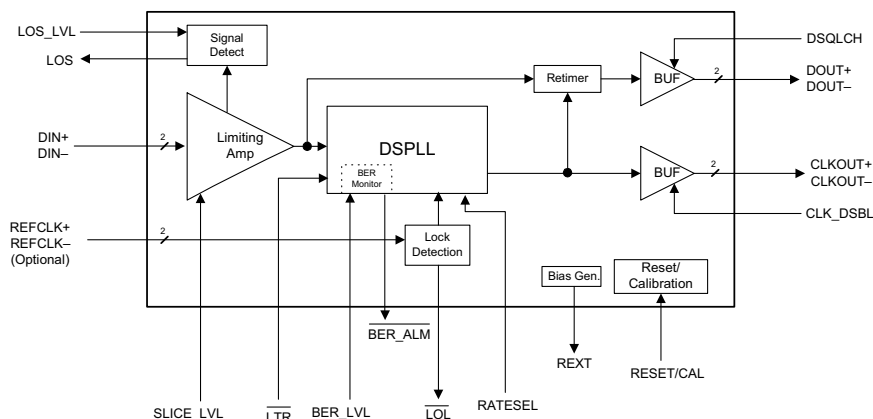 LOS_LVL
LOS
Signal
Detect
DSQLCH
BUF
2
DOUT+
DOUT–
Retimer
DIN+
DIN–
2
Limiting
Amp
DSPLL
BER
Monitor
BUF
2
CLKOUT+
CLKOUT–
CLK_DSBL
REFCLK+
REFCLK–
(Optional)
2
Lock
Detection
Bias Gen.
Reset/
Calibration
BER_ALM
REXT
RESET/CAL
SLICE_LVL
LTR
BER_LVL
LOL
RATESEL